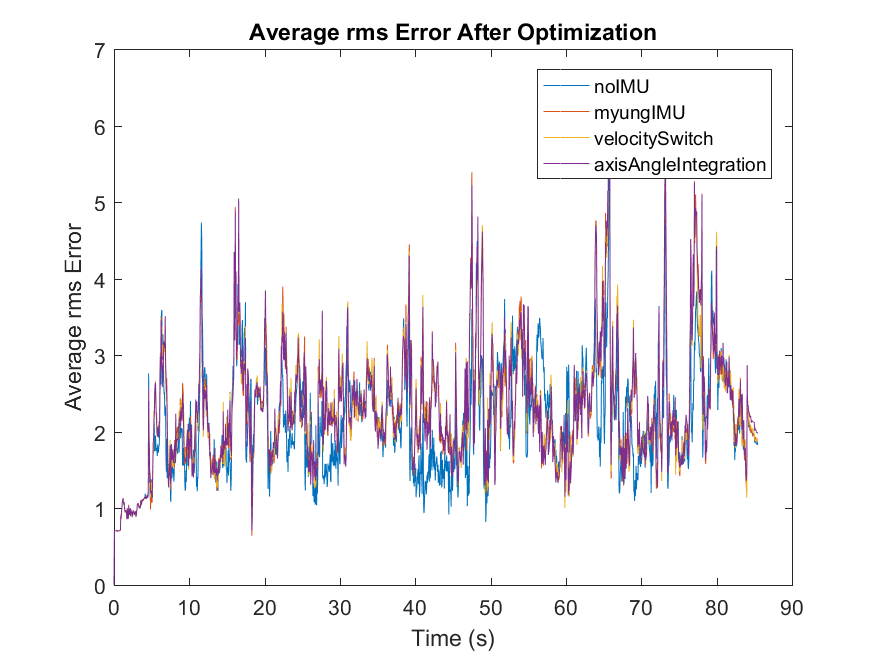 Average rms Error After Optimization
7
6
5
4
3
2
1
0
Average rms Error
noIMU
myungIMU
velocitySwitch
axisAngleIntegration
0 10 20 30 40 50 60 70 80 90
Time (s)